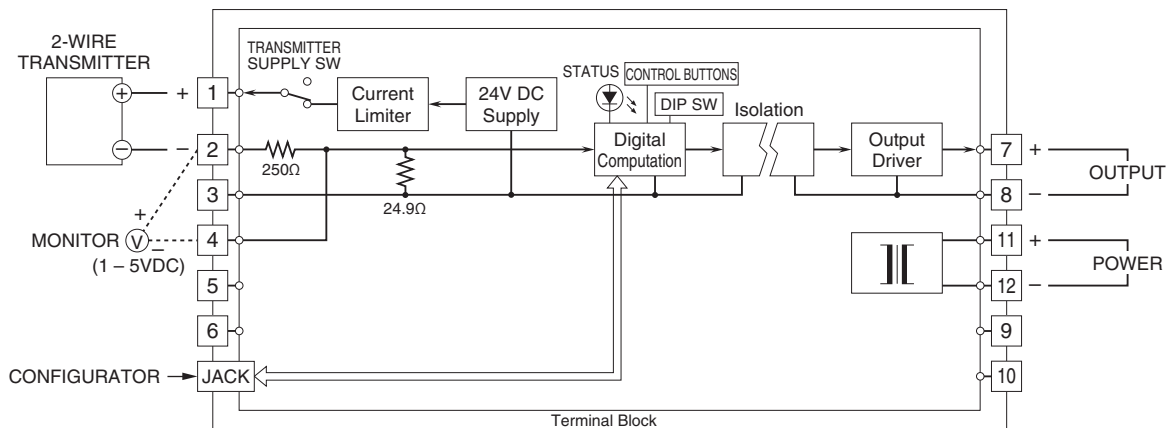 2-WIRE
TRANSMITTER
+
−
+
−
1
2
3
4
5
6
JACK
TRANSMITTER
SUPPLY SW
Current
Limiter
24V DC
Supply
250Ω
24.9Ω
STATUS
CONTROL BUTTONS
DIP SW
Digital
Computation
Isolation
Output
Driver
7
8
11
12
9
10
+
−
OUTPUT
+
−
POWER
+
MONITOR V −
(1 – 5VDC)
CONFIGURATOR
Terminal Block